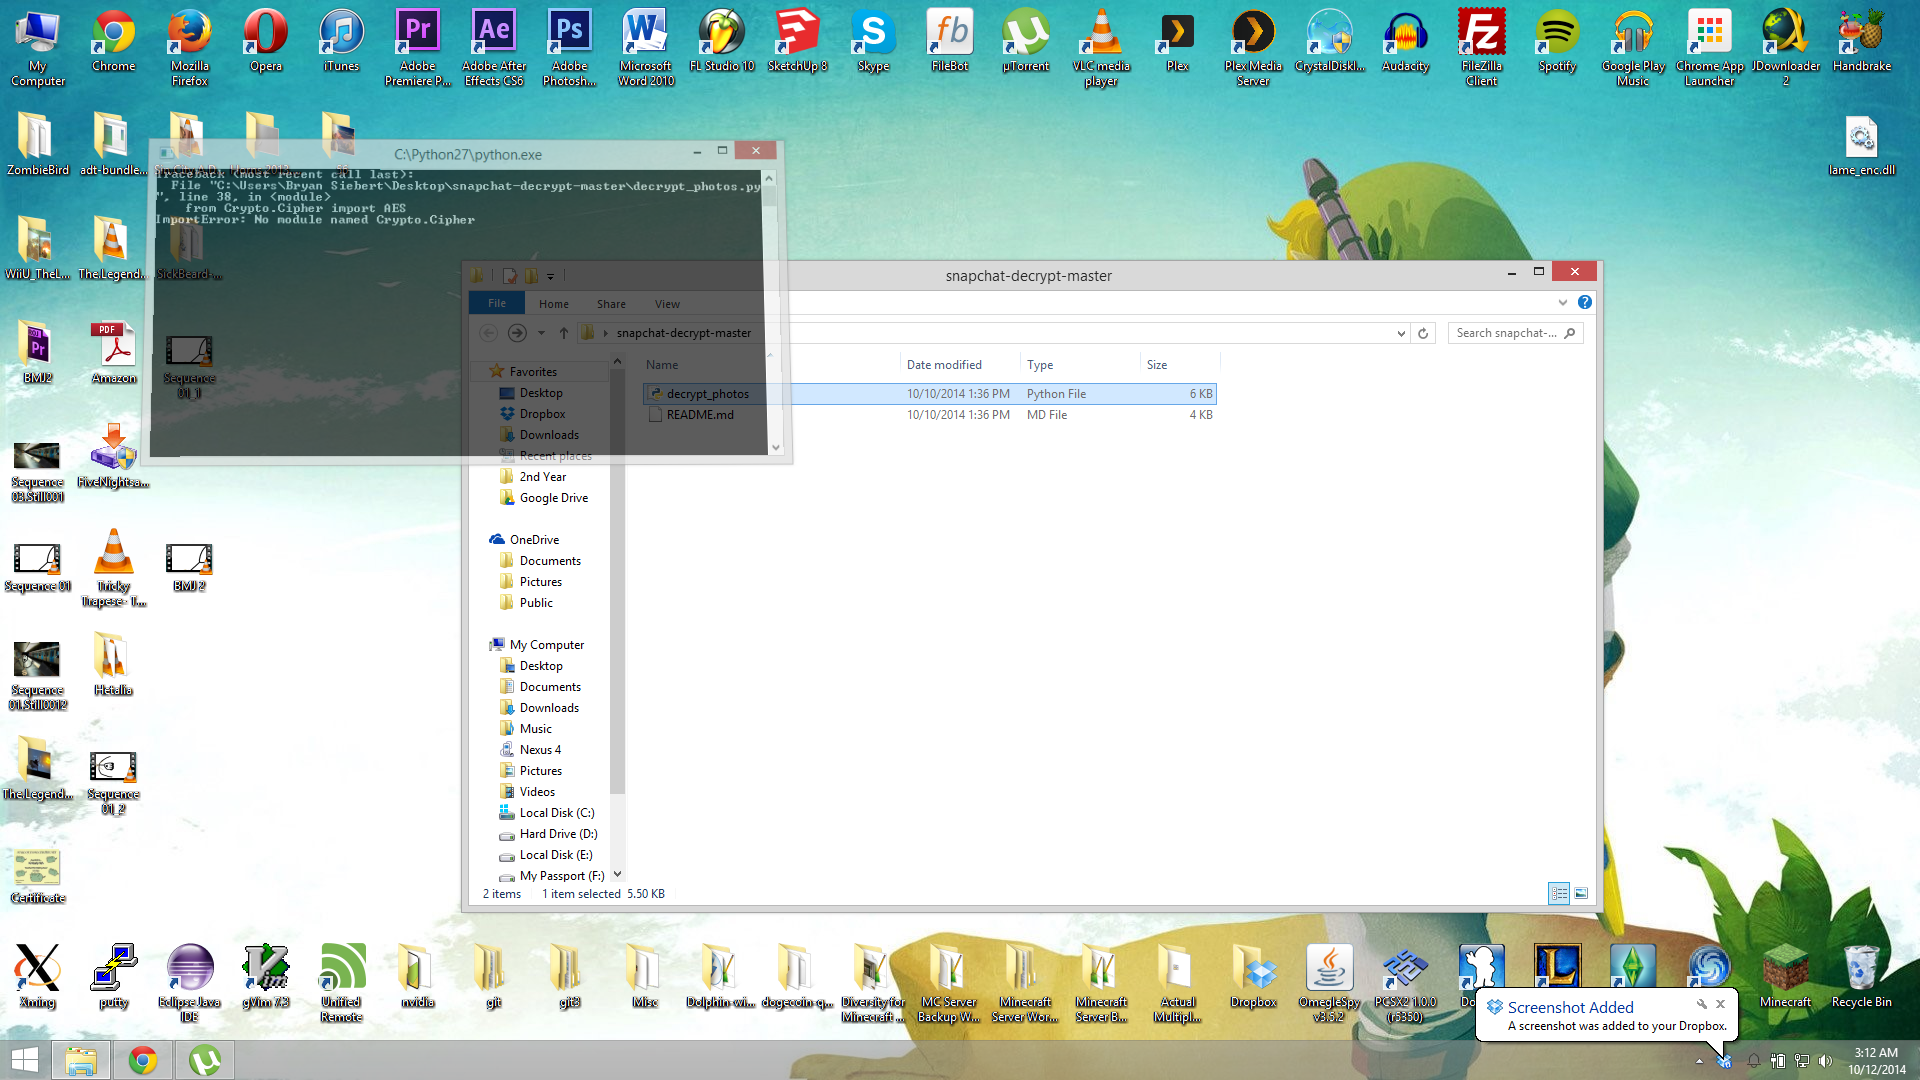 My Computer
Chrome
Mozilla Firefox
Opera
iTunes
Adobe Premiere P...
Adobe After Effects CS6
Adobe Photosh...
Microsoft Word 2010
FL Studio 10
SketchUp 8
Skype
FileBot
µTorrent
VLC media player
Plex
Plex Media Server
CrystalDiskI...
Audacity
FileZilla Client
Spotify
Google Play Music
Chrome App Launcher
JDownloader 2
Handbrake
ZombieBird
adt-bundle...
lame_enc.dll
C:\Python27\python.exe
Traceback (most recent call last):
File "C:\Users\Bryan Siebert\Desktop\snapchat-decrypt-master\decrypt_photos.py
", line 38, in <module>
from Crypto.Cipher import AES
ImportError: No module named Crypto.Cipher
WiiU_TheL...
The.Legend...
SickBeard-...
BMJ2
PDF
Amazon
Sequence 01_1
Sequence 03.Still001
FiveNightsa...
Sequence 01
Tricky Trapese - T...
BMJ 2
Sequence 01.Still0012
Hetalia
The.Legend...
Sequence 01_2
Certificate
snapchat-decrypt-master
File
Home
Share
View
snapchat-decrypt-master
Search snapchat-...
Name
Date modified
Type
Size
decrypt_photos
10/10/2014 1:36 PM
Python File
6 KB
README.md
10/10/2014 1:36 PM
MD File
4 KB
Favorites
Desktop
Dropbox
Downloads
Recent places
2nd Year
Google Drive
OneDrive
Documents
Pictures
Public
My Computer
Desktop
Documents
Downloads
Music
Nexus 4
Pictures
Videos
Local Disk (C:)
Hard Drive (D:)
Local Disk (E:)
My Passport (F:)
2 items
1 item selected 5.50 KB
Xming
putty
Eclipse Java IDE
gVim 7.3
Unified Remote
nvidia
git
git3
Misc
Dolphin-wi...
dogecoin-q...
Diversity for Minecraft ...
MC Server Backup W...
Minecraft Server Wor...
Minecraft Server B...
Actual Multipl...
Dropbox
OmegleSpy v3.5.2
PCSX2 1.0.0 (r5350)
Minecraft
Recycle Bin
Screenshot Added
A screenshot was added to your Dropbox.
3:12 AM
10/12/2014